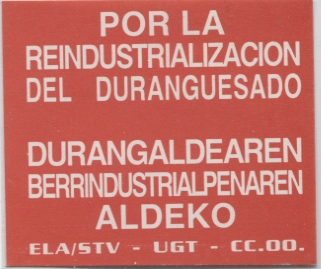 POR LA
REINDUSTRIALIZACION
DEL DURANGUESADO
DURANGALDEAREN
BERRINDUSTRIALPENAREN
ALDEKO
ELA/STV - UGT - CC.OO.